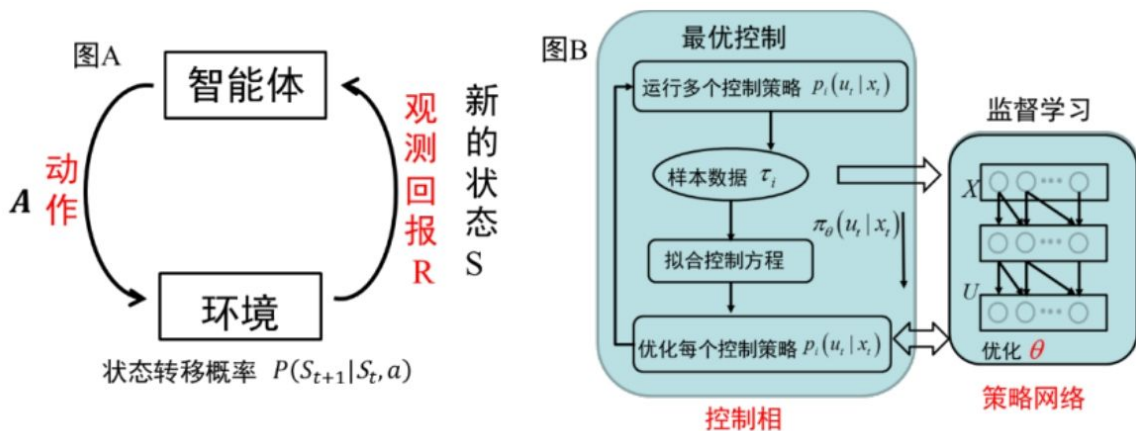 图A
智能体
A
动作
观测回报R
新的状态S
环境
状态转移概率 P(S_{t+1}|S_t,a)
图B
最优控制
运行多个控制策略 p_i(u_t|x_t)
样本数据 τ_i
π_θ(u_t|x_t)
拟合控制方程
优化每个控制策略 p_i(u_t|x_t)
控制相
监督学习
X
...
...
U
...
优化 θ
策略网络